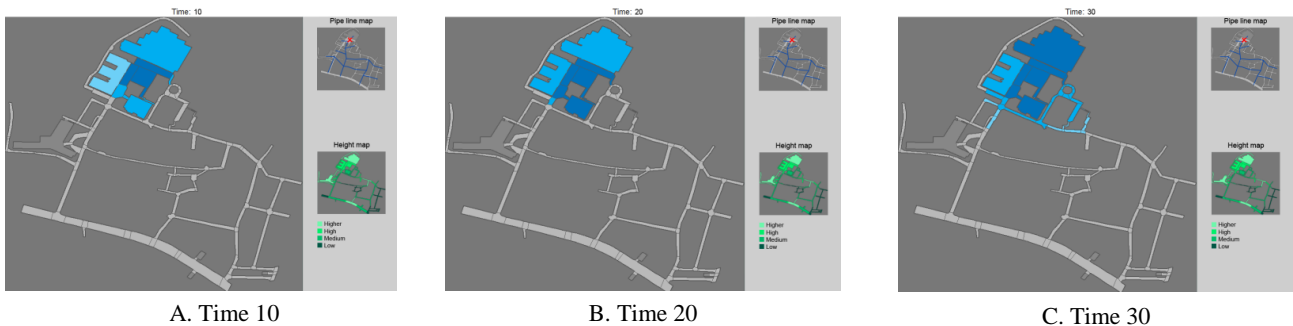 Time: 10
Pipe line map
Height map
Higher
High
Medium
Low
A. Time 10
Time: 20
Pipe line map
Height map
Higher
High
Medium
Low
B. Time 20
Time: 30
Pipe line map
Height map
Higher
High
Medium
Low
C. Time 30